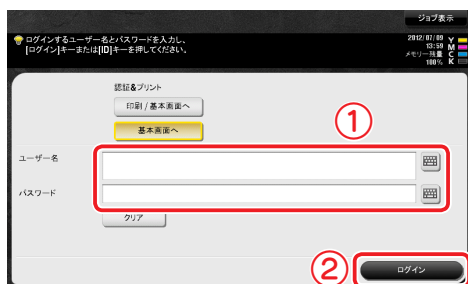 ジョブ表示
ログインするユーザー名とパスワードを入力し、
[ログイン]キーまたは[ID]キーを押してください。
2012/07/09
13:59
メモリー残量
100%
Y
M
C
K
認証&プリント
印刷/基本画面へ
基本画面へ
①
ユーザー名
パスワード
クリア
②
ログイン